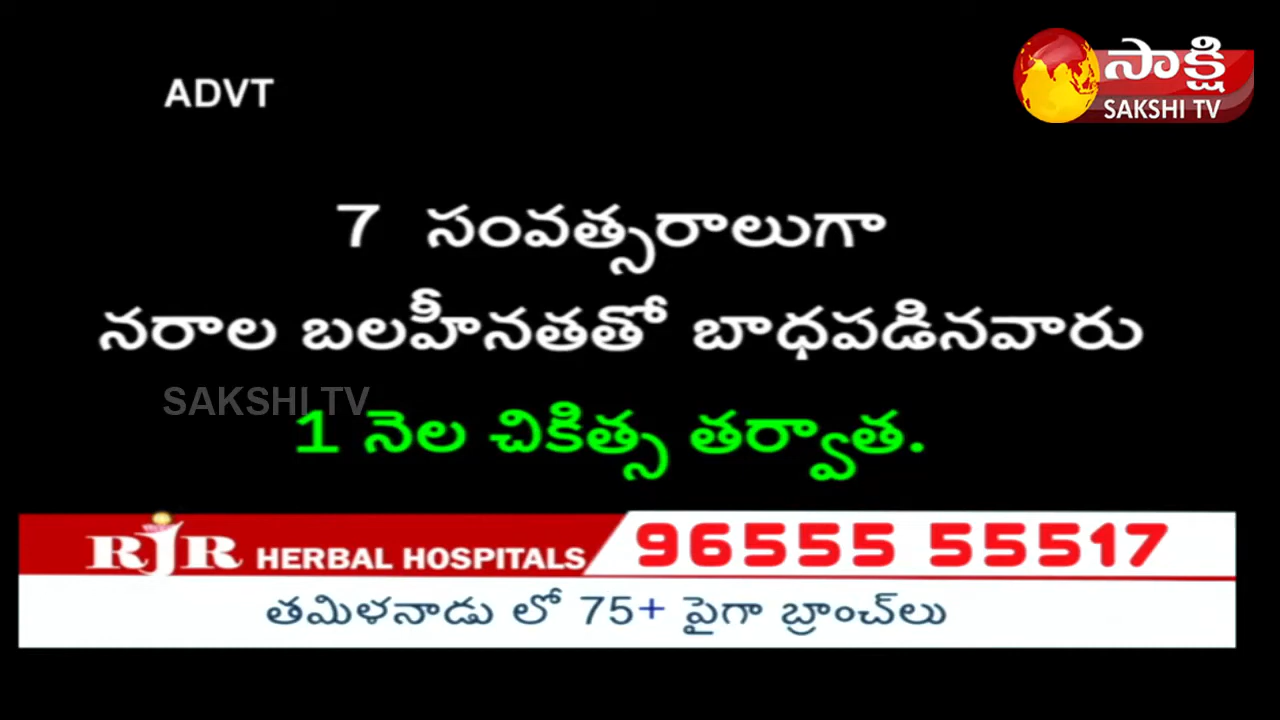 ADVT
సాక్షి
SAKSHI TV
7 సంవత్సరాలుగా
నరాల బలహీనతతో బాధపడినవారు
SAKSHI TV
1 నెల చికిత్స తర్వాత.
RJR HERBAL HOSPITALS
96555 55517
తమిళనాడు లో 75+ పైగా బ్రాంచ్‌లు